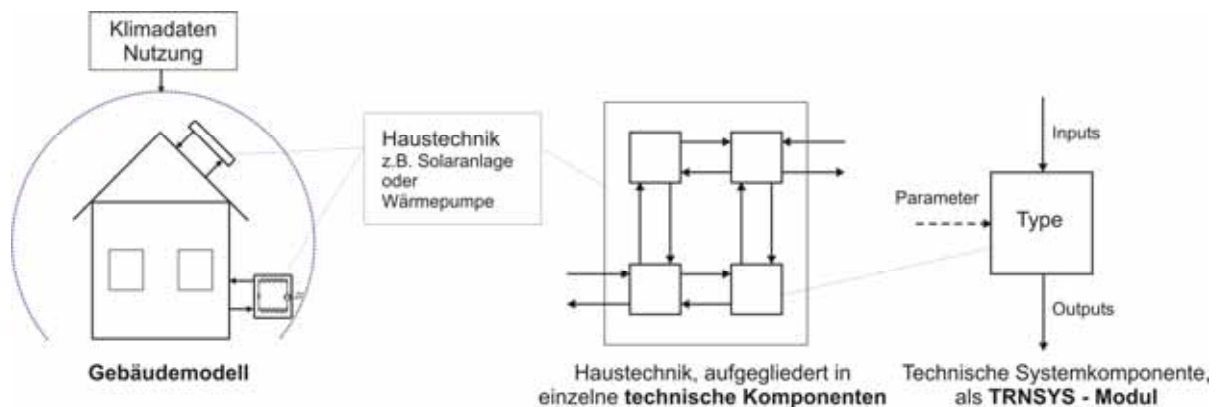 Klimadaten
Nutzung
Haustechnik
z.B. Solaranlage
oder
Wärmepumpe
Inputs
Parameter
Type
Outputs
Gebäudemodell
Haustechnik, aufgegliedert in
einzelne technische Komponenten
Technische Systemkomponente,
als TRNSYS - Modul